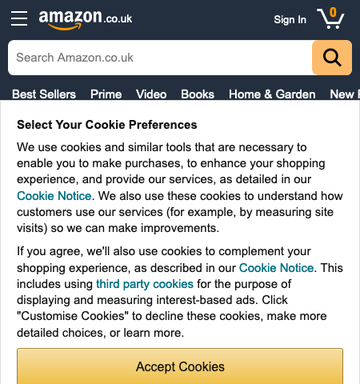 amazon.co.uk
Sign In
0
Search Amazon.co.uk
Best Sellers Prime Video Books Home & Garden New
Select Your Cookie Preferences
We use cookies and similar tools that are necessary to
enable you to make purchases, to enhance your shopping
experience, and provide our services, as detailed in our
Cookie Notice. We also use these cookies to understand how
customers use our services (for example, by measuring site
visits) so we can make improvements.
If you agree, we'll also use cookies to complement your
shopping experience, as described in our Cookie Notice. This
includes using third party cookies for the purpose of
displaying and measuring interest-based ads. Click
"Customise Cookies" to decline these cookies, make more
detailed choices, or learn more.
Accept Cookies